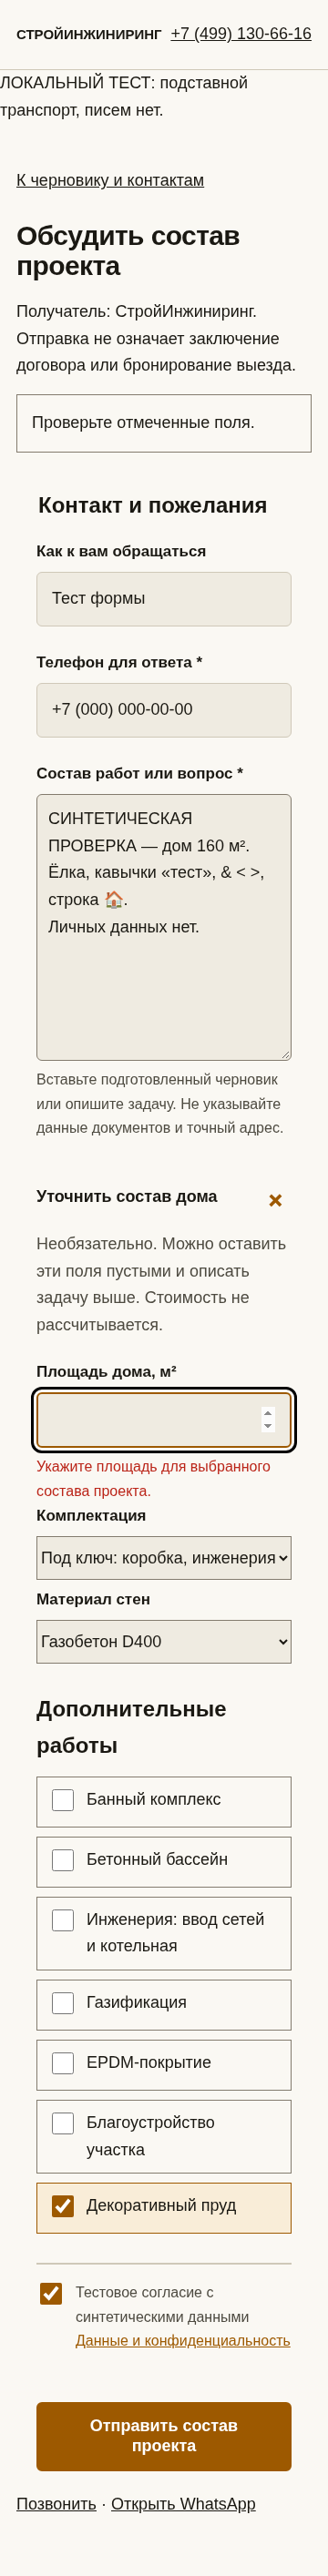 СТРОЙИНЖИНИРИНГ +7 (499) 130-66-16
ЛОКАЛЬНЫЙ ТЕСТ: подставной
транспорт, писем нет.
К черновику и контактам
Обсудить состав
проекта
Получатель: СтройИнжиниринг.
Отправка не означает заключение
договора или бронирование выезда.
Проверьте отмеченные поля.
Контакт и пожелания
Как к вам обращаться
Тест формы
Телефон для ответа *
+7 (000) 000-00-00
Состав работ или вопрос *
СИНТЕТИЧЕСКАЯ
ПРОВЕРКА — дом 160 м².
Ёлка, кавычки «тест», & < >,
строка 🏠.
Личных данных нет.
Вставьте подготовленный черновик
или опишите задачу. Не указывайте
данные документов и точный адрес.
Уточнить состав дома
Необязательно. Можно оставить
эти поля пустыми и описать
задачу выше. Стоимость не
рассчитывается.
Площадь дома, м²
Укажите площадь для выбранного
состава проекта.
Комплектация
Под ключ: коробка, инженерия
Материал стен
Газобетон D400
Дополнительные
работы
Банный комплекс
Бетонный бассейн
Инженерия: ввод сетей
и котельная
Газификация
EPDM-покрытие
Благоустройство
участка
Декоративный пруд
Тестовое согласие с
синтетическими данными
Данные и конфиденциальность
Отправить состав
проекта
Позвонить · Открыть WhatsApp